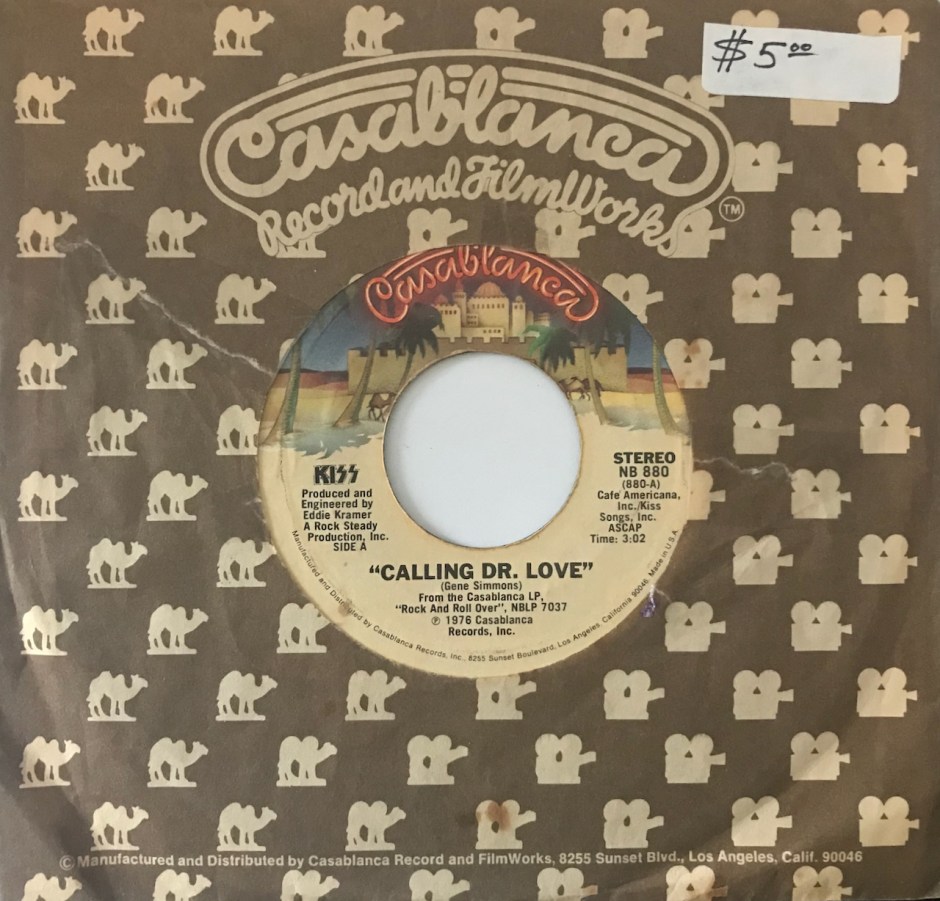 $5.00
Casablanca
Record and FilmWorks
TM
Casablanca
KISS
Produced and
Engineered by
Eddie Kramer
A Rock Steady
Production, Inc.
SIDE A
STEREO
NB 880
(880-A)
Cafe Americana,
Inc./Kiss
Songs, Inc.
ASCAP
Time: 3:02
"CALLING DR. LOVE"
(Gene Simmons)
From the Casablanca LP,
"Rock And Roll Over", NBLP 7037
℗ 1976 Casablanca
Records, Inc.
Manufactured and Distributed by Casablanca Records, Inc., 8255 Sunset Boulevard, Los Angeles, California 90046 Made in U.S.A.
© Manufactured and Distributed by Casablanca Record and FilmWorks, 8255 Sunset Blvd., Los Angeles, Calif. 90046